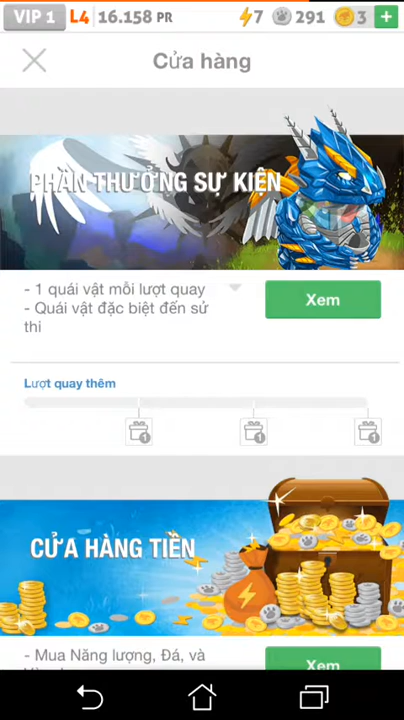 VIP 1 L4 16.158 PR 7 291 3 +
Cửa hàng
PHẦN THƯỞNG SỰ KIỆN
- 1 quái vật mỗi lượt quay
- Quái vật đặc biệt đến sử
thi
Xem
Lượt quay thêm
1 1 1
CỬA HÀNG TIỀN
- Mua Năng lượng, Đá, và
Xem